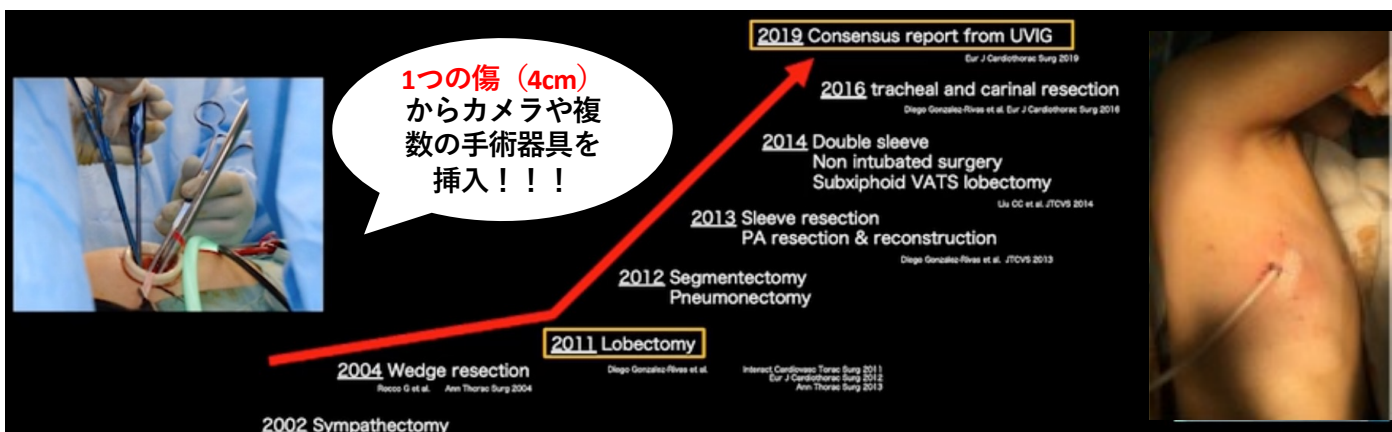 1つの傷（4cm）
からカメラや複
数の手術器具を
挿入！！！
2019 Consensus report from UVIG
Eur J Cardiothorac Surg 2019
2016 tracheal and carinal resection
Diego Gonzalez-Rivas et al. Eur J Cardiothorac Surg 2016
2014 Double sleeve
Non intubated surgery
Subxiphoid VATS lobectomy
Liu CC et al. JTCVS 2014
2013 Sleeve resection
PA resection & reconstruction
Diego Gonzalez-Rivas et al. JTCVS 2013
2012 Segmentectomy
Pneumonectomy
2011 Lobectomy
Diego Gonzalez-Rivas et al.
Interact Cardiovasc Torac Surg 2011
Eur J Cardiothorac Surg 2012
Ann Thorac Surg 2013
2004 Wedge resection
Rocco G et al. Ann Thorac Surg 2004
2002 Sympathectomy